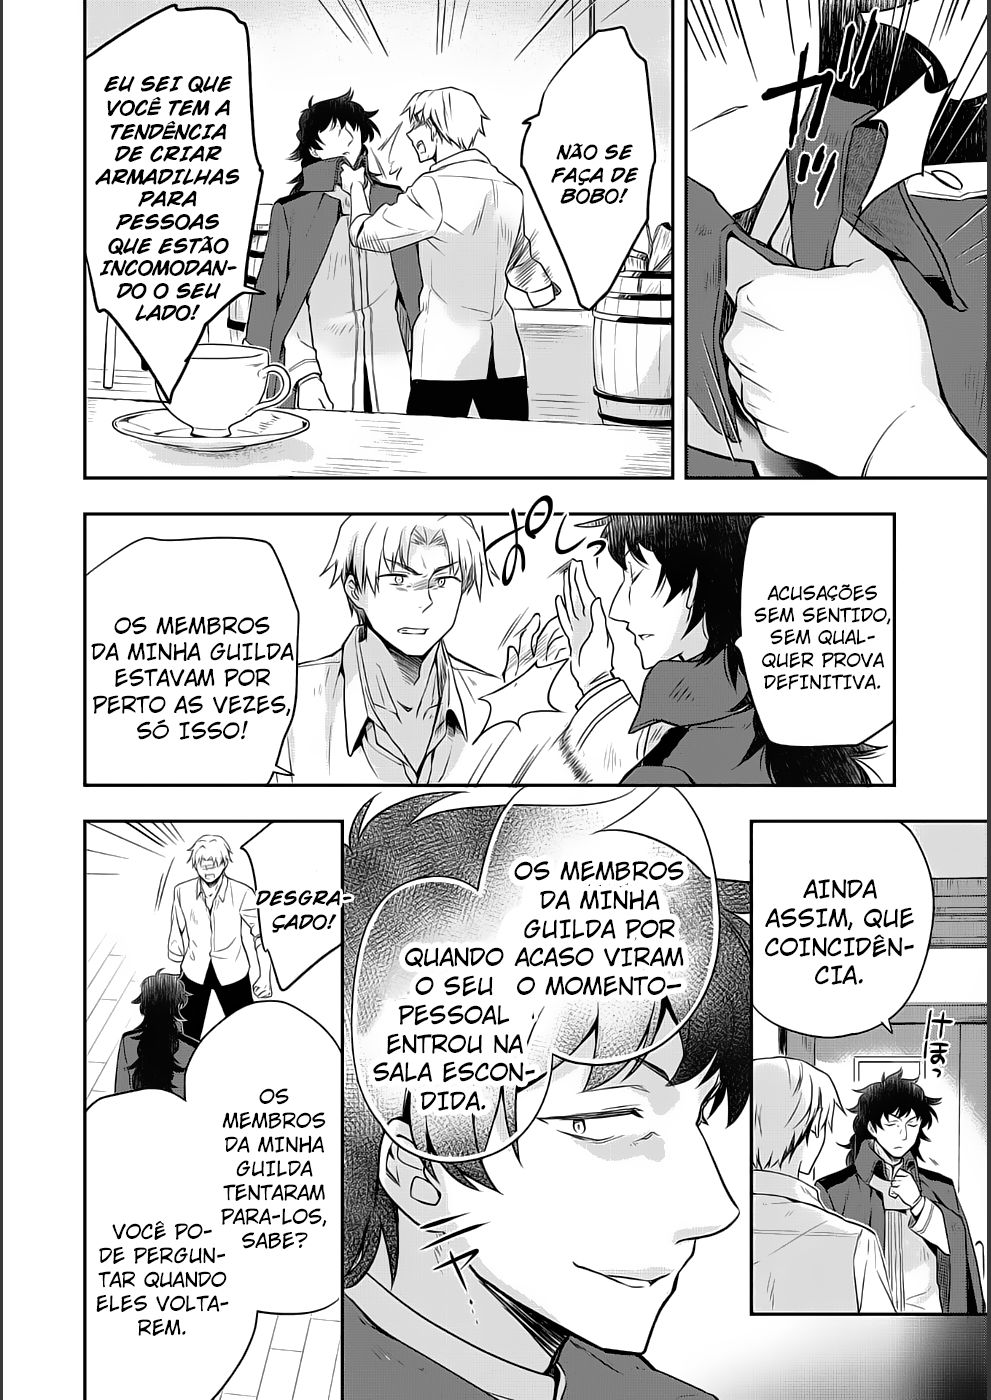 ガッ
NÃO SE
FAÇA DE
BOBO!
EU SEI QUE
VOCÊ TEM A
TENDÊNCIA
DE CRIAR
ARMADILHAS
PARA
PESSOAS
QUE ESTÃO
INCOMODAN-
DO O SEU
LADO!
ACUSAÇÕES
SEM SENTIDO,
SEM QUAL-
QUER PROVA
DEFINITIVA.
OS MEMBROS
DA MINHA GUILDA
ESTAVAM POR
PERTO AS VEZES,
SÓ ISSO!
AINDA
ASSIM, QUE
COINCIDÊN-
CIA.
OS MEMBROS
DA MINHA
GUILDA POR
ACASO VIRAM
O MOMENTO-
QUANDO
O SEU
PESSOAL
ENTROU NA
SALA ESCON-
DIDA.
DESGRA-
ÇADO!
OS
MEMBROS
DA MINHA
GUILDA
TENTARAM
PARA-LOS,
SABE?
VOCÊ PO-
DE PERGUN-
TAR QUANDO
ELES VOLTA-
REM.